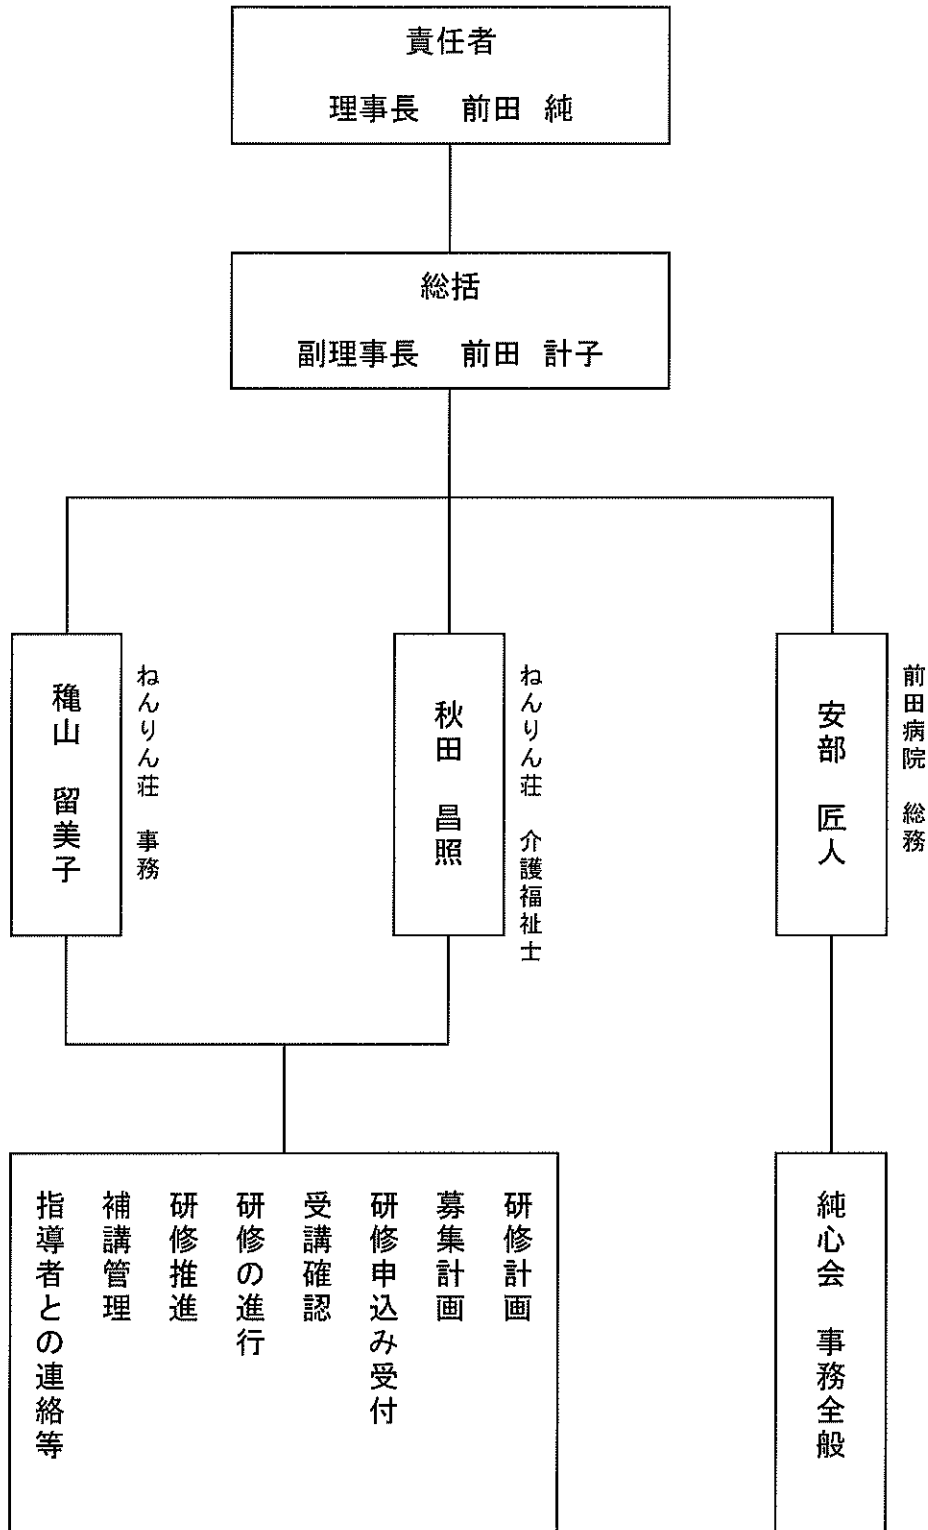 責任者
理事長 前田 純
総括
副理事長 前田 計子
前田病院 総務
安部 匠人
ねんりん荘 介護福祉士
秋田 昌照
ねんりん荘 事務
穐山 留美子
純心会 事務全般
研修計画
募集計画
研修申込み受付
受講確認
研修の進行
研修推進
補講管理
指導者との連絡等